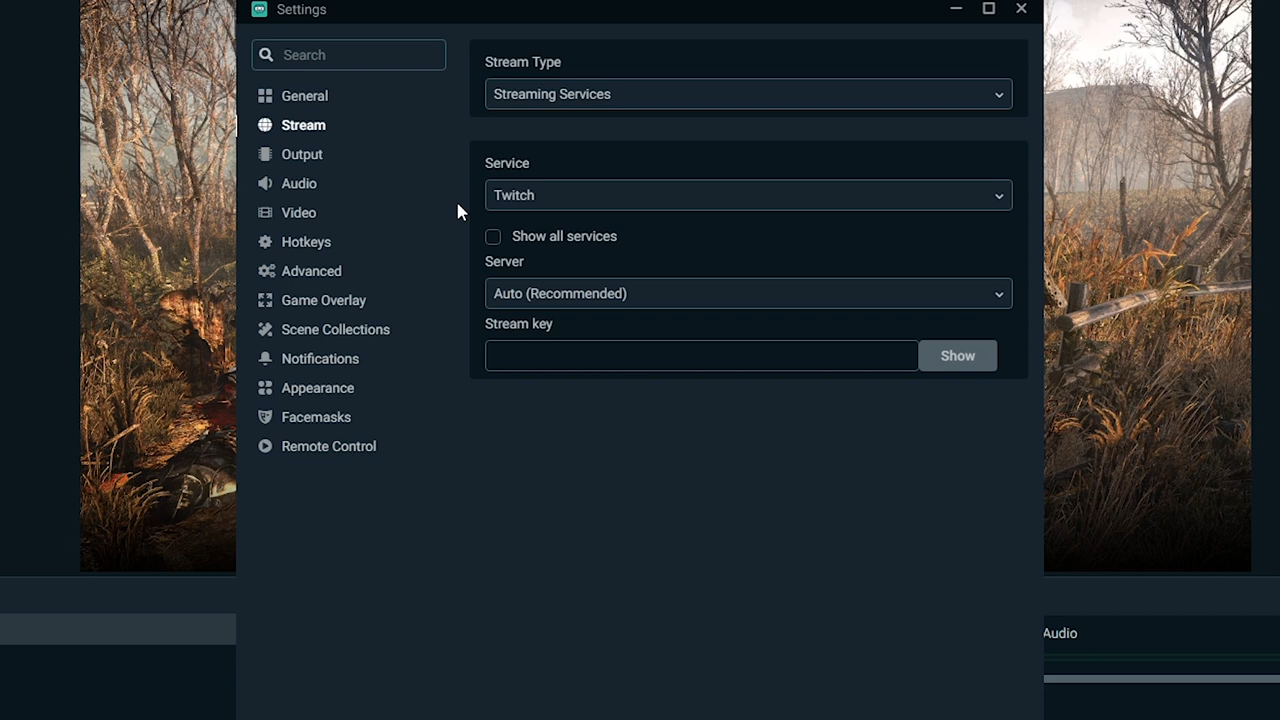 Settings
Search
General
Stream
Output
Audio
Video
Hotkeys
Advanced
Game Overlay
Scene Collections
Notifications
Appearance
Facemasks
Remote Control
Stream Type
Streaming Services
Service
Twitch
Show all services
Server
Auto (Recommended)
Stream key
Show
Audio